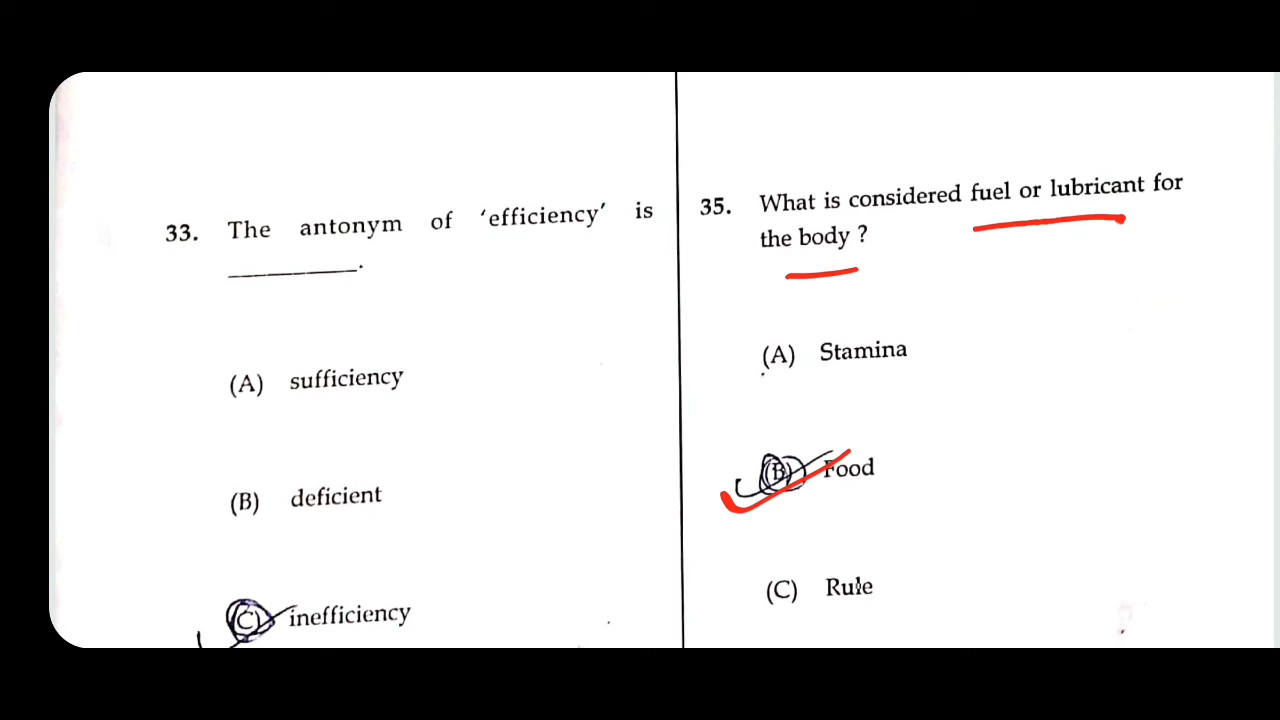 33. The antonym of 'efficiency' is
____________.
(A) sufficiency
(B) deficient
(C) inefficiency
35. What is considered fuel or lubricant for
the body ?
(A) Stamina
(B) Food
(C) Rule